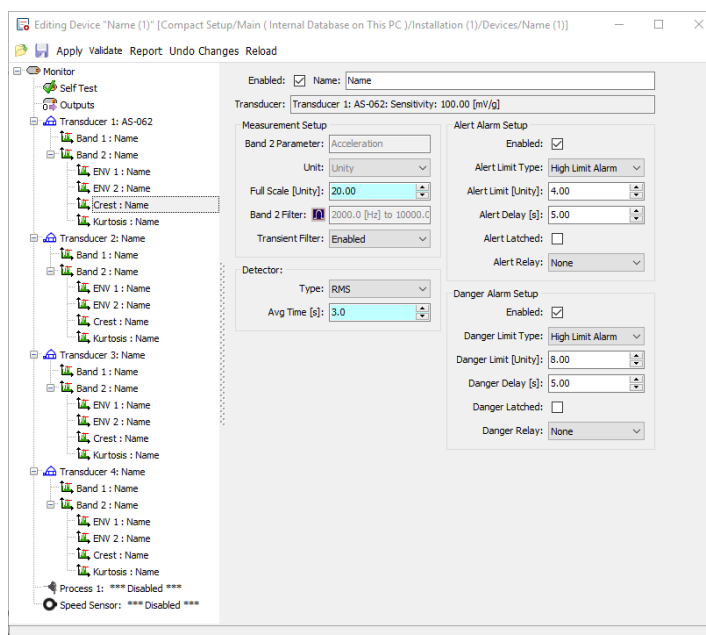 Editing Device "Name (1)" [Compact Setup/Main ( Internal Database on This PC )/Installation (1)/Devices/Name (1)]
Apply Validate Report Undo Changes Reload
Monitor
Self Test
Outputs
Transducer 1: AS-062
Band 1 : Name
Band 2 : Name
ENV 1 : Name
ENV 2 : Name
Crest : Name
Kurtosis : Name
Transducer 2: Name
Band 1 : Name
Band 2 : Name
ENV 1 : Name
ENV 2 : Name
Crest : Name
Kurtosis : Name
Transducer 3: Name
Band 1 : Name
Band 2 : Name
ENV 1 : Name
ENV 2 : Name
Crest : Name
Kurtosis : Name
Transducer 4: Name
Band 1 : Name
Band 2 : Name
ENV 1 : Name
ENV 2 : Name
Crest : Name
Kurtosis : Name
Process 1: *** Disabled ***
Speed Sensor: *** Disabled ***
Enabled: Name: Name
Transducer: Transducer 1: AS-062: Sensitivity: 100.00 [mV/g]
Measurement Setup
Band 2 Parameter: Acceleration
Unit: Unity
Full Scale [Unity]: 20.00
Band 2 Filter: 2000.0 [Hz] to 10000.0
Transient Filter: Enabled
Detector:
Type: RMS
Avg Time [s]: 3.0
Alert Alarm Setup
Enabled:
Alert Limit Type: High Limit Alarm
Alert Limit [Unity]: 4.00
Alert Delay [s]: 5.00
Alert Latched:
Alert Relay: None
Danger Alarm Setup
Enabled:
Danger Limit Type: High Limit Alarm
Danger Limit [Unity]: 8.00
Danger Delay [s]: 5.00
Danger Latched:
Danger Relay: None